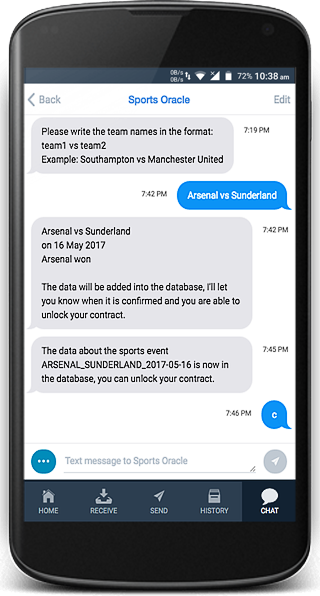 0B/s
0B/s
72% 10:38 am
Back
Sports Oracle
Edit
Please write the team names in the format:
team1 vs team2
Example: Southampton vs Manchester United
7:19 PM
7:42 PM
Arsenal vs Sunderland
Arsenal vs Sunderland
on 16 May 2017
Arsenal won
The data will be added into the database, I'll let
you know when it is confirmed and you are able to
unlock your contract.
7:42 PM
The data about the sports event
ARSENAL_SUNDERLAND_2017-05-16 is now in
the database, you can unlock your contract.
7:45 PM
7:46 PM
c
Text message to Sports Oracle
HOME
RECEIVE
SEND
HISTORY
CHAT